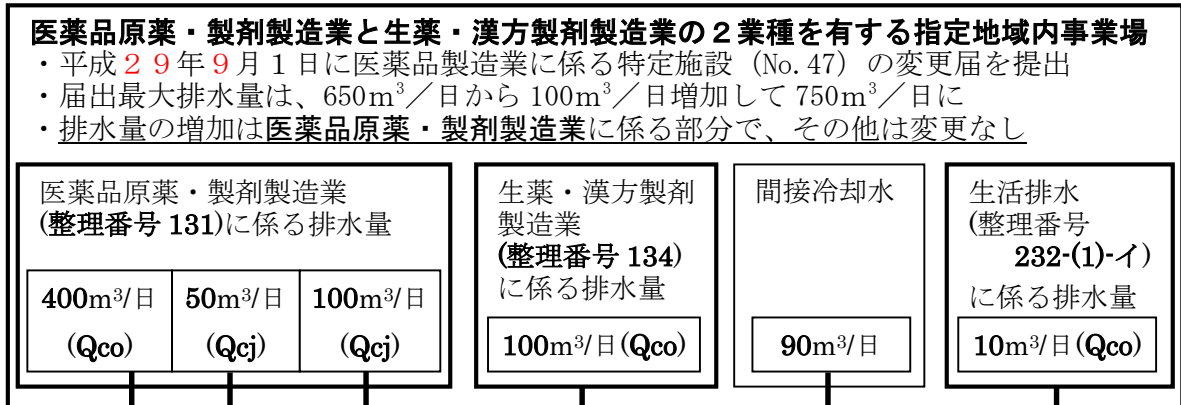 医薬品原薬・製剤製造業と生薬・漢方製剤製造業の2業種を有する指定地域内事業場
・平成29年9月1日に医薬品製造業に係る特定施設（No.47）の変更届を提出
・届出最大排水量は、650m³／日から100m³／日増加して750m³／日に
・排水量の増加は医薬品原薬・製剤製造業に係る部分で、その他は変更なし
医薬品原薬・製剤製造業
(整理番号 131)に係る排水量
400m³/日
(Qco)
50m³/日
(Qcj)
100m³/日
(Qcj)
生薬・漢方製剤
製造業
(整理番号 134)
に係る排水量
100m³/日(Qco)
間接冷却水
90m³/日
生活排水
(整理番号
232-(1)-イ)
に係る排水量
10m³/日(Qco)